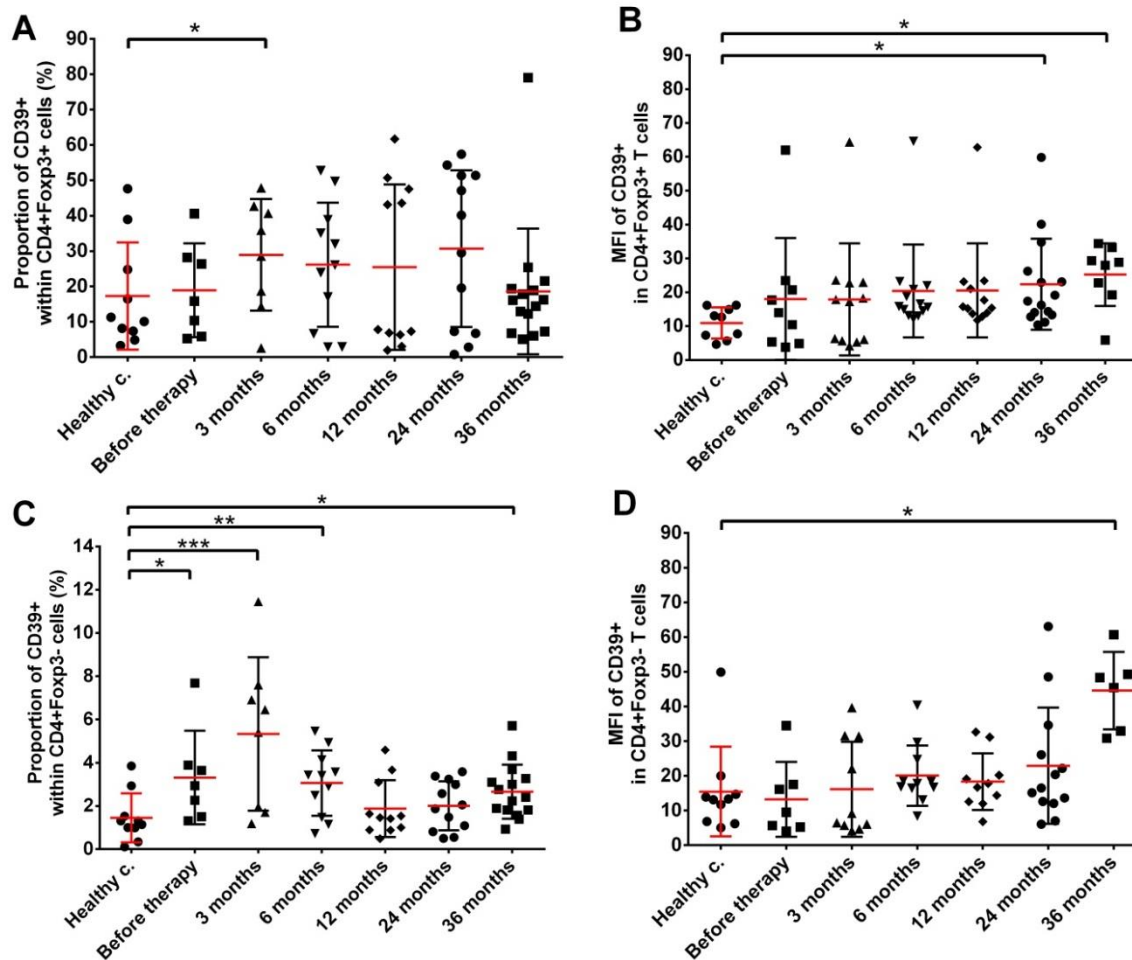 A
*
Proportion of CD39+
within CD4+Foxp3+ cells (%)
90
80
70
60
50
40
30
20
10
0
Healthy c.
Before therapy
3 months
6 months
12 months
24 months
36 months
B
*
*
MFI of CD39+
in CD4+Foxp3+ T cells
90
80
70
60
50
40
30
20
10
0
Healthy c.
Before therapy
3 months
6 months
12 months
24 months
36 months
C
*
**
***
*
Proportion of CD39+
within CD4+Foxp3- cells (%)
14
12
10
8
6
4
2
0
Healthy c.
Before therapy
3 months
6 months
12 months
24 months
36 months
D
*
MFI of CD39+
in CD4+Foxp3- T cells
90
80
70
60
50
40
30
20
10
0
Healthy c.
Before therapy
3 months
6 months
12 months
24 months
36 months